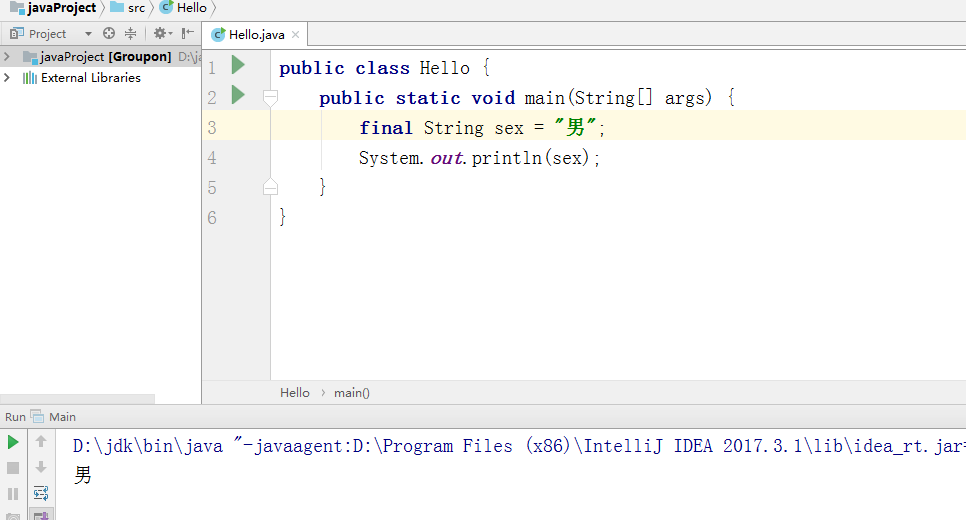 javaProject src Hello
Project Hello.java
javaProject [Groupon] D:\ja
External Libraries
1 public class Hello {
2 public static void main(String[] args) {
3 final String sex = "男";
4 System.out.println(sex);
5 }
6 }
Hello main()
Run Main
D:\jdk\bin\java "-javaagent:D:\Program Files (x86)\IntelliJ IDEA 2017.3.1\lib\idea_rt.jar=
男